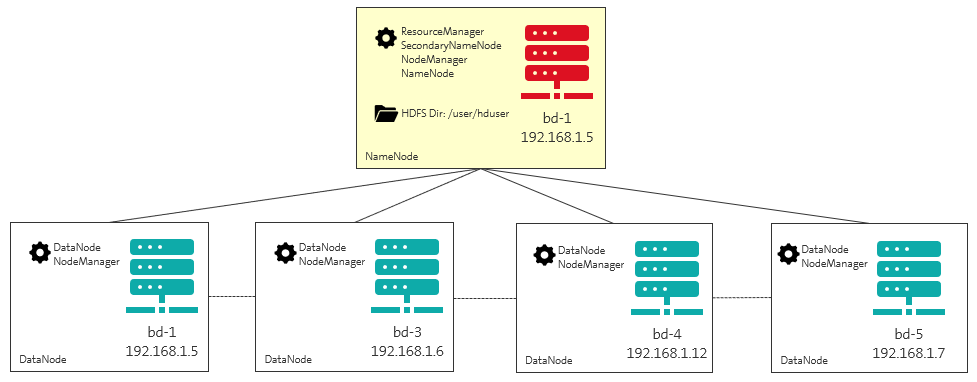 ResourceManager
SecondaryNameNode
NodeManager
NameNode
HDFS Dir: /user/hduser
bd-1
192.168.1.5
NameNode
DataNode
NodeManager
bd-1
192.168.1.5
DataNode
DataNode
NodeManager
bd-3
192.168.1.6
DataNode
DataNode
NodeManager
bd-4
192.168.1.12
DataNode
DataNode
NodeManager
bd-5
192.168.1.7
DataNode